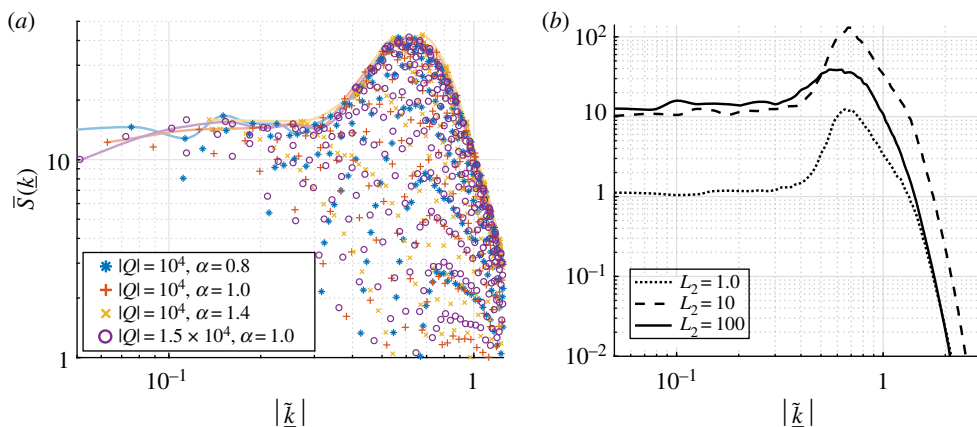 (a)
(b)
S̅(k̲)
10
1
10⁻¹
1
|k̲̃|
|Q| = 10⁴, α = 0.8
|Q| = 10⁴, α = 1.0
|Q| = 10⁴, α = 1.4
|Q| = 1.5 × 10⁴, α = 1.0
10²
10
1
10⁻¹
10⁻²
10⁻¹
1
|k̲̃|
L₂ = 1.0
L₂ = 10
L₂ = 100